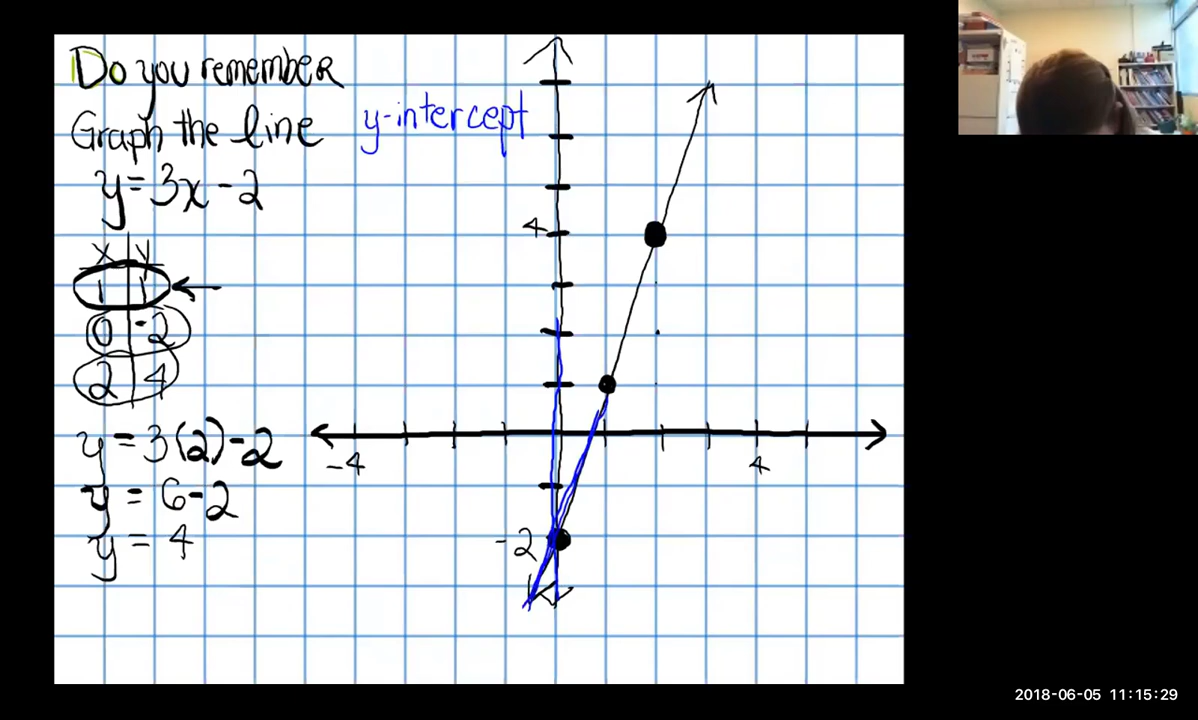 Do you remember
Graph the line
y-intercept
y = 3x - 2
x y
1 1
0 -2
2 4
y = 3(2) - 2
y = 6 - 2
y = 4
4
-4
4
-2
2018-06-05 11:15:29